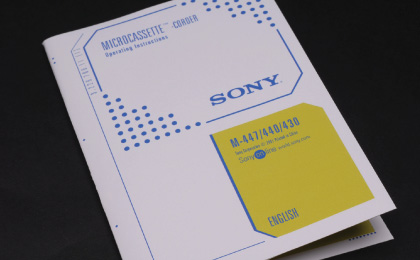 MICROCASSETTE™-CORDER
Operating Instructions
SONY
M-447/440/430
ENGLISH